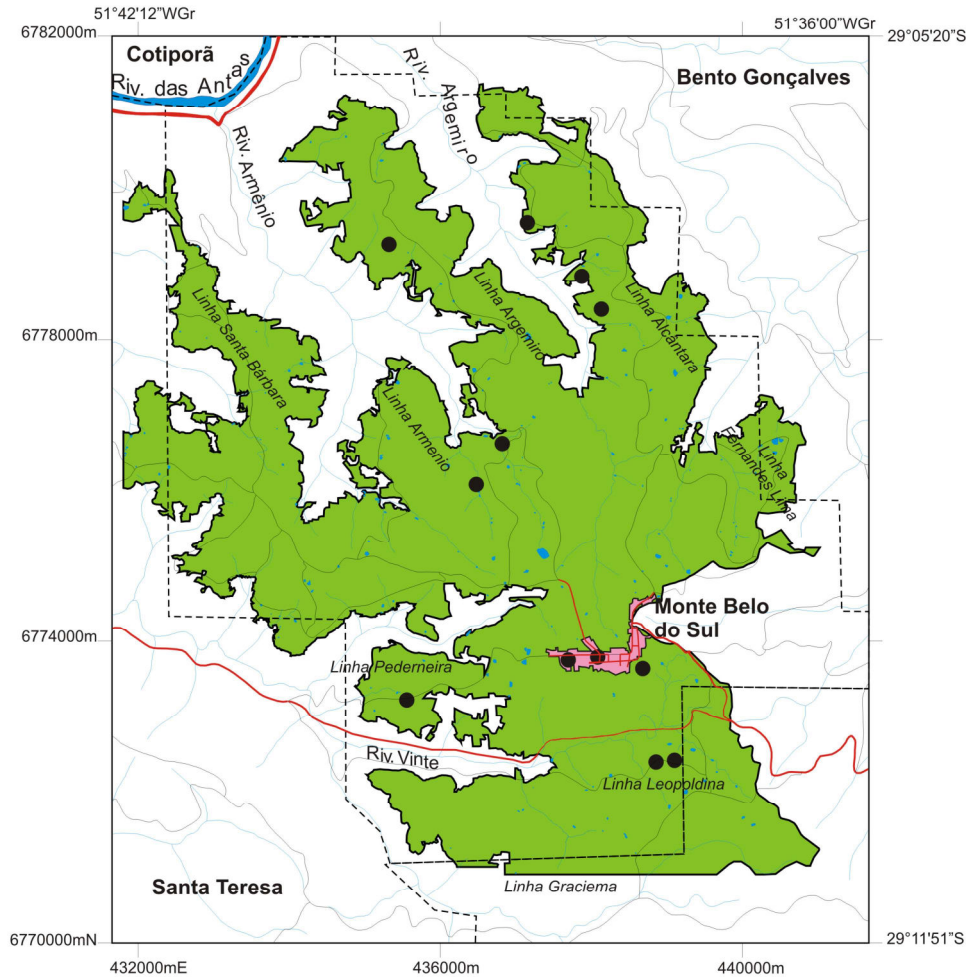 51°42'12"WGr
51°36'00"WGr
6782000m
29°05'20"S
Cotiporã
Riv. das Antas
Riv. Argemiro
Bento Gonçalves
Riv. Armênio
Linha Santa Bárbara
Linha Argemiro
Linha Alcântara
6778000m
Linha Armenio
Linha
Fernandes Lima
Monte Belo
do Sul
6774000m
Linha Pederneira
Riv. Vinte
Linha Leopoldina
Santa Teresa
Linha Graciema
6770000mN
29°11'51"S
432000mE
436000m
440000m